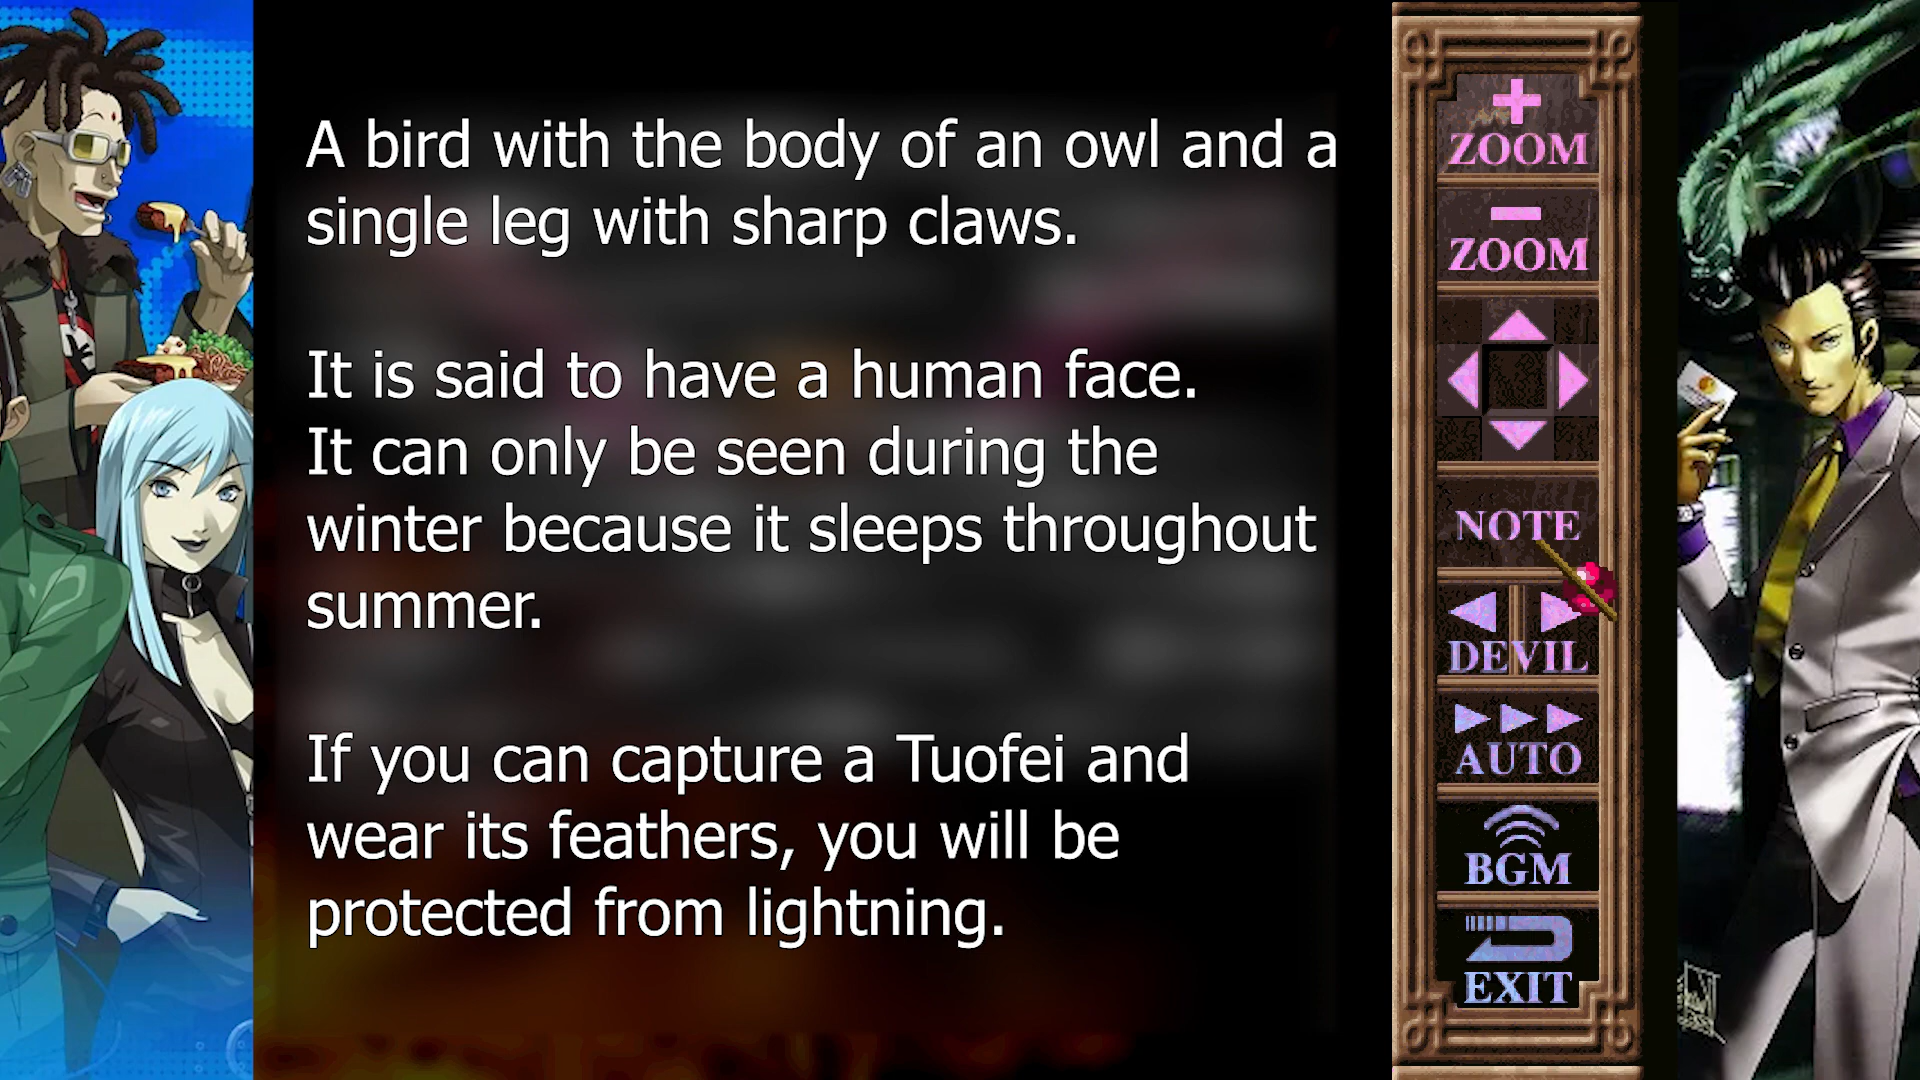 A bird with the body of an owl and a
single leg with sharp claws.
It is said to have a human face.
It can only be seen during the
winter because it sleeps throughout
summer.
If you can capture a Tuofei and
wear its feathers, you will be
protected from lightning.
ZOOM
ZOOM
NOTE
DEVIL
AUTO
BGM
EXIT